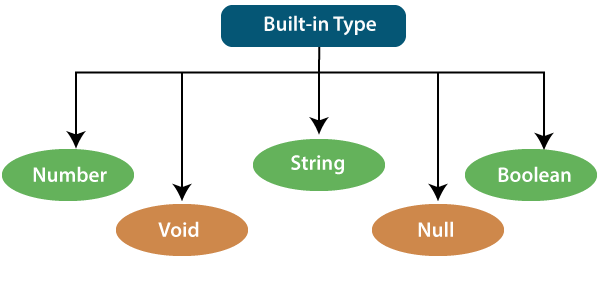 Built-in Type
Number
String
Boolean
Void
Null